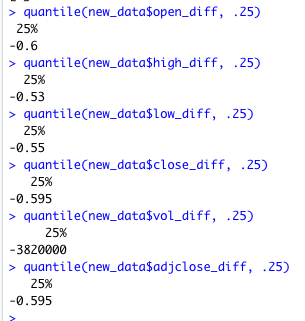 > quantile(new_data$open_diff, .25)
25%
-0.6
> quantile(new_data$high_diff, .25)
25%
-0.53
> quantile(new_data$low_diff, .25)
25%
-0.55
> quantile(new_data$close_diff, .25)
25%
-0.595
> quantile(new_data$vol_diff, .25)
25%
-3820000
> quantile(new_data$adjclose_diff, .25)
25%
-0.595
>